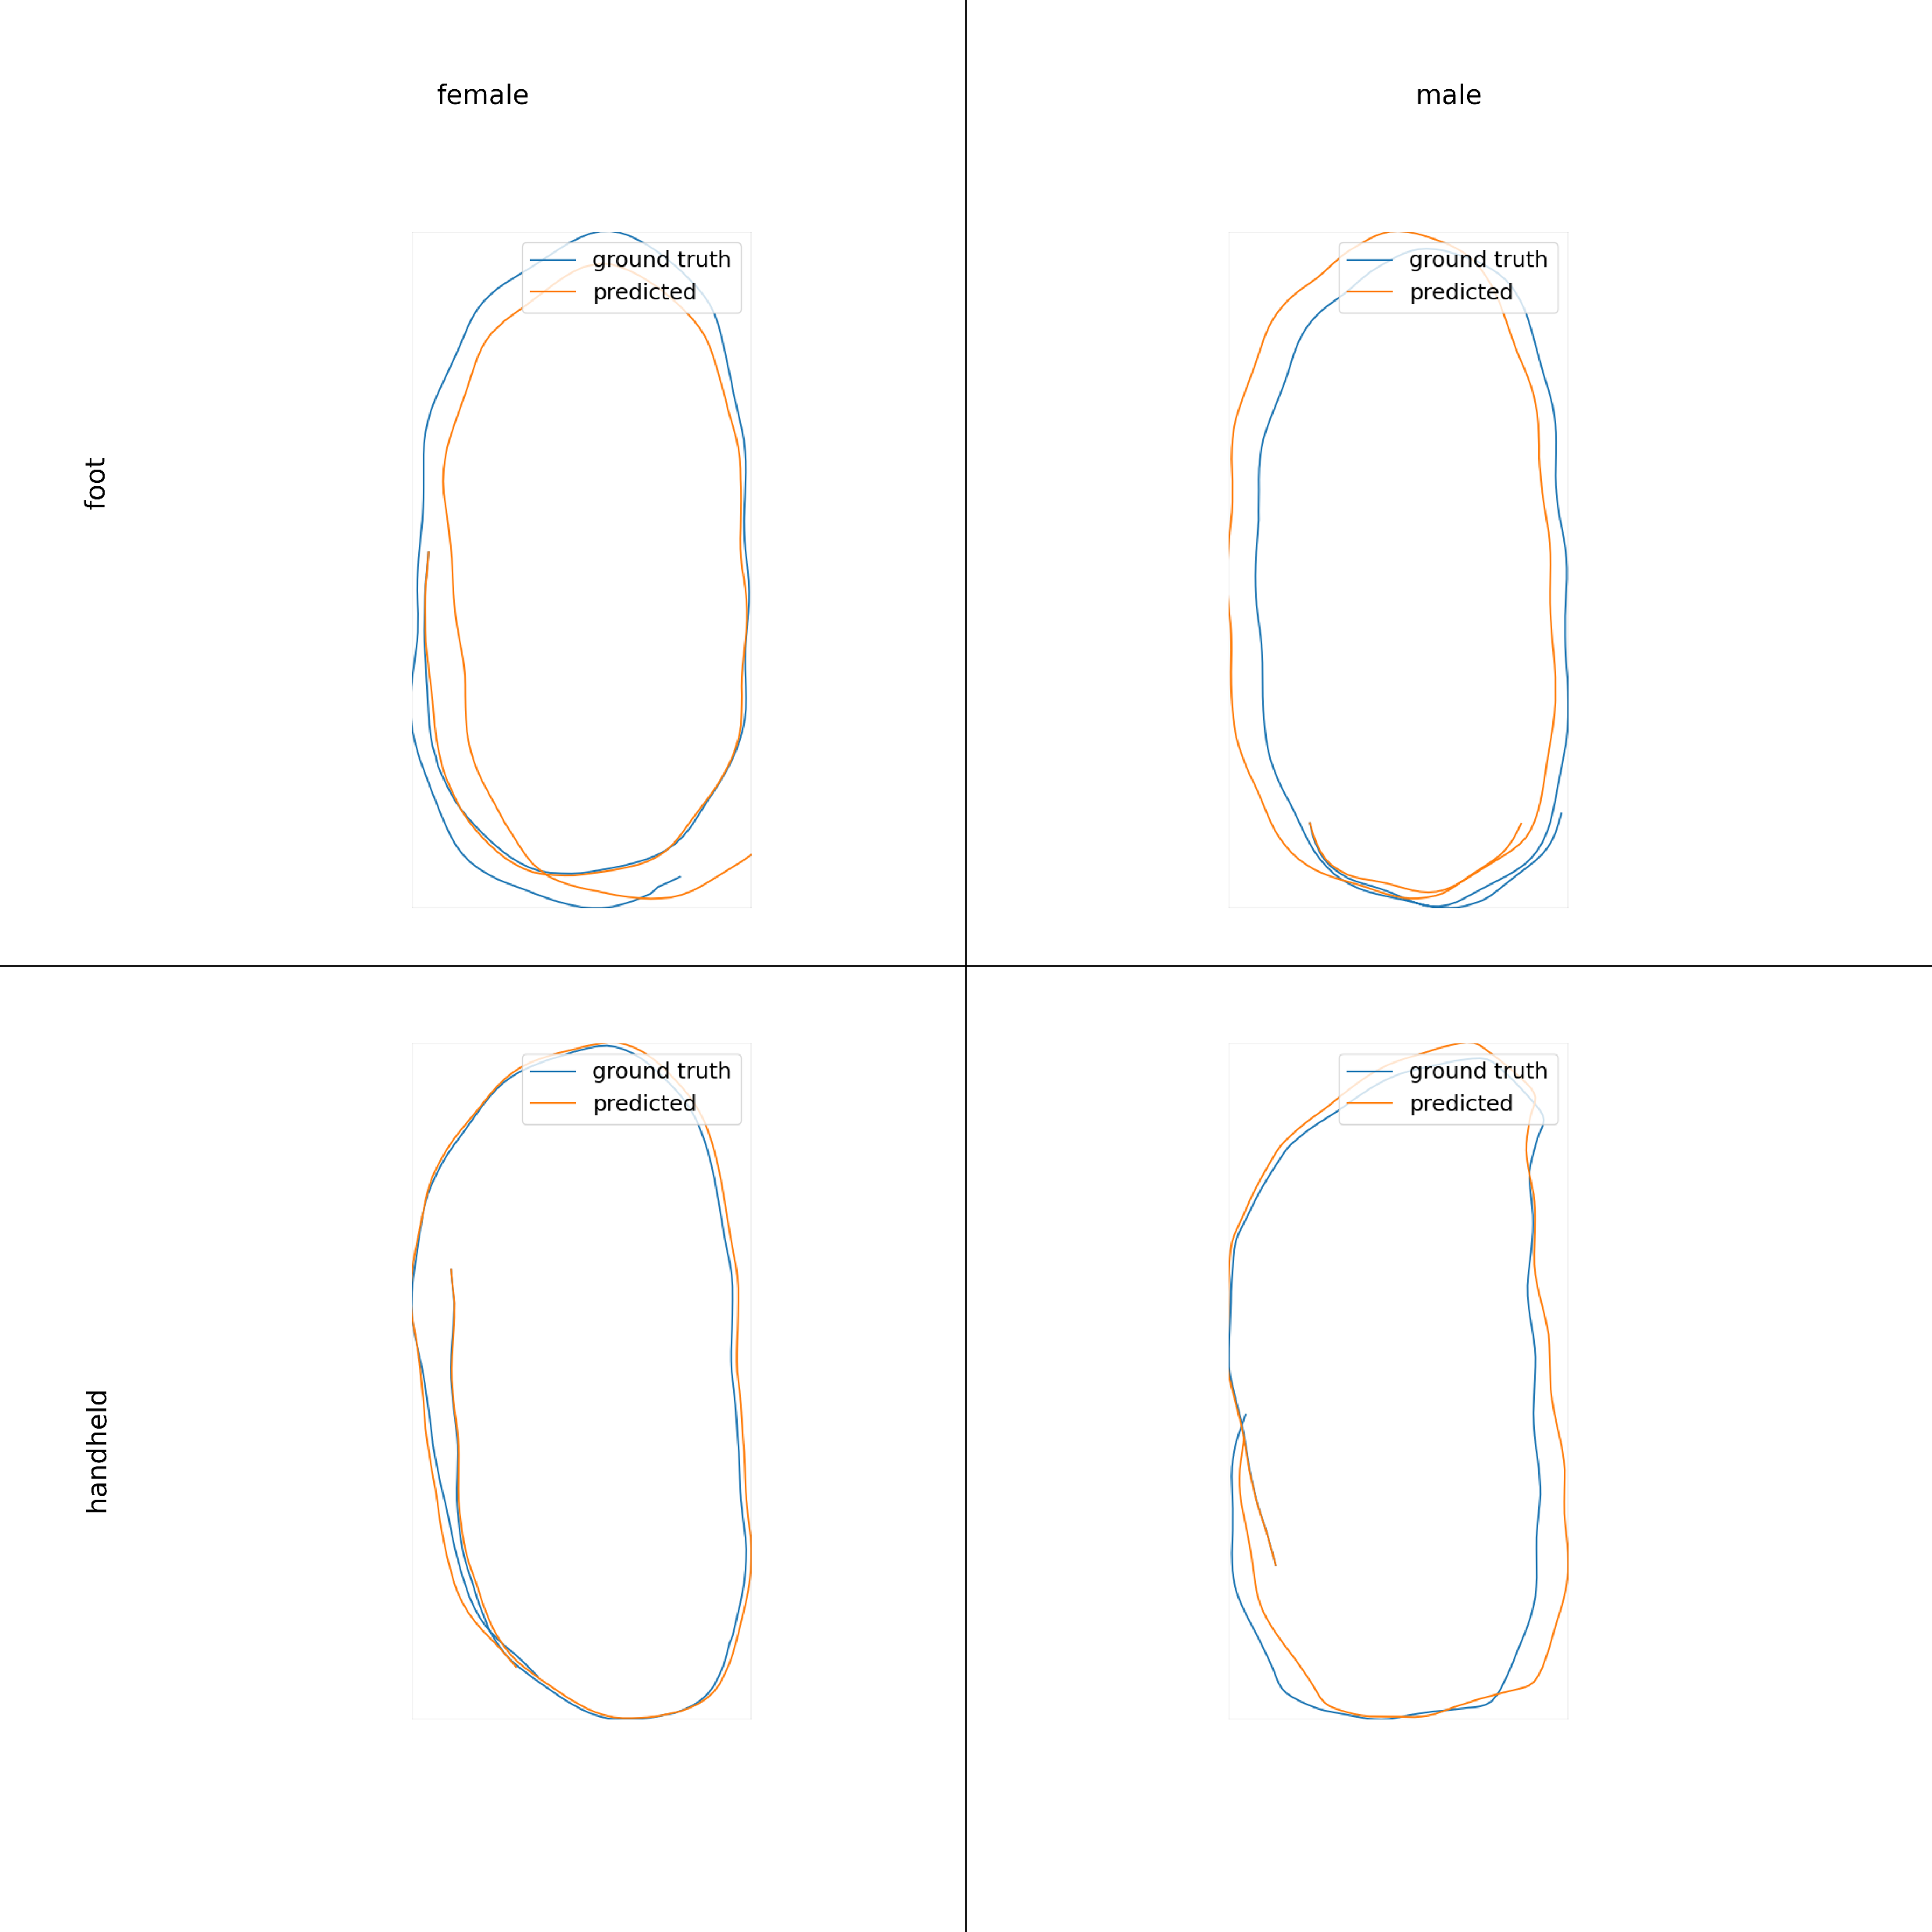 female
male
foot
ground truth
predicted
ground truth
predicted
handheld
ground truth
predicted
ground truth
predicted